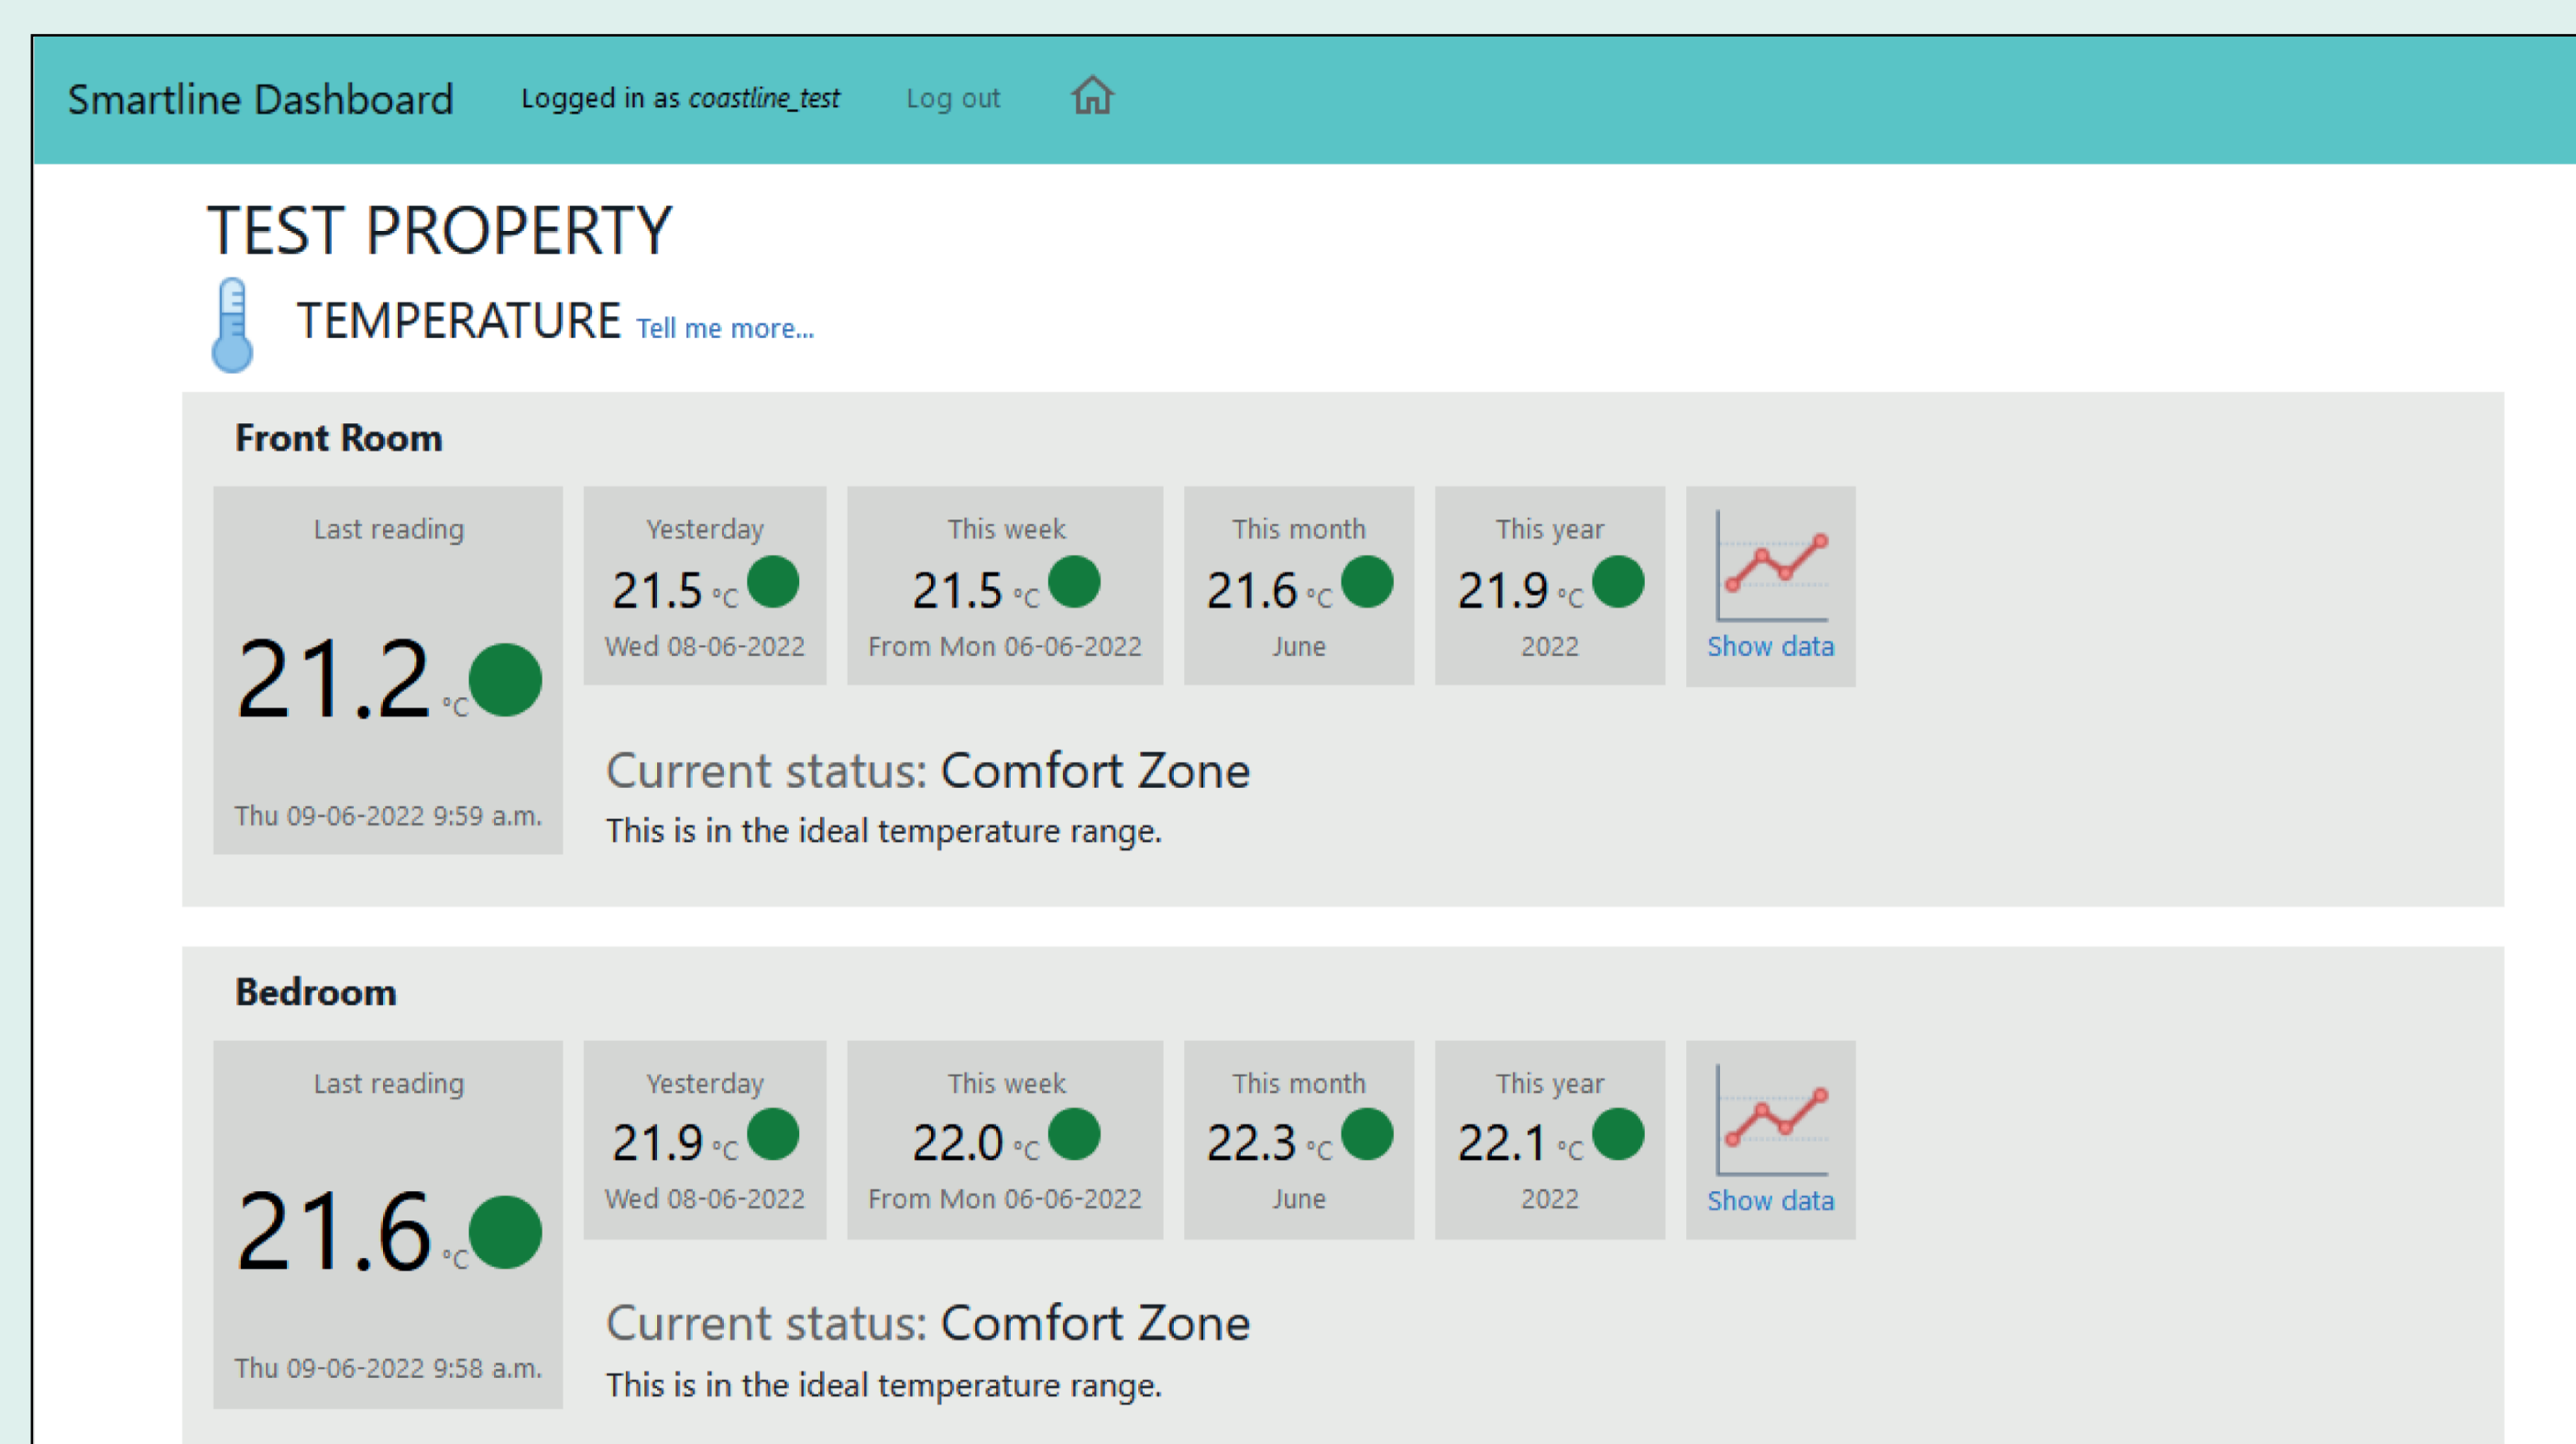 Smartline Dashboard Logged in as coastline_test Log out
TEST PROPERTY
TEMPERATURE Tell me more...
Front Room
Last reading
21.2 °C
Thu 09-06-2022 9:59 a.m.
Yesterday
21.5 °C
Wed 08-06-2022
This week
21.5 °C
From Mon 06-06-2022
This month
21.6 °C
June
This year
21.9 °C
2022
Show data
Current status: Comfort Zone
This is in the ideal temperature range.
Bedroom
Last reading
21.6 °C
Thu 09-06-2022 9:58 a.m.
Yesterday
21.9 °C
Wed 08-06-2022
This week
22.0 °C
From Mon 06-06-2022
This month
22.3 °C
June
This year
22.1 °C
2022
Show data
Current status: Comfort Zone
This is in the ideal temperature range.